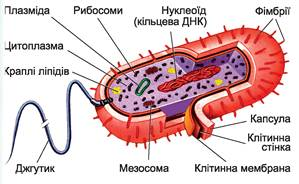 Плазміда
Рибосоми
Нуклеоїд
(кільцева ДНК)
Фімбрії
Цитоплазма
Краплі ліпідів
Капсула
Клітинна
стінка
Джгутик
Мезосома
Клітинна мембрана